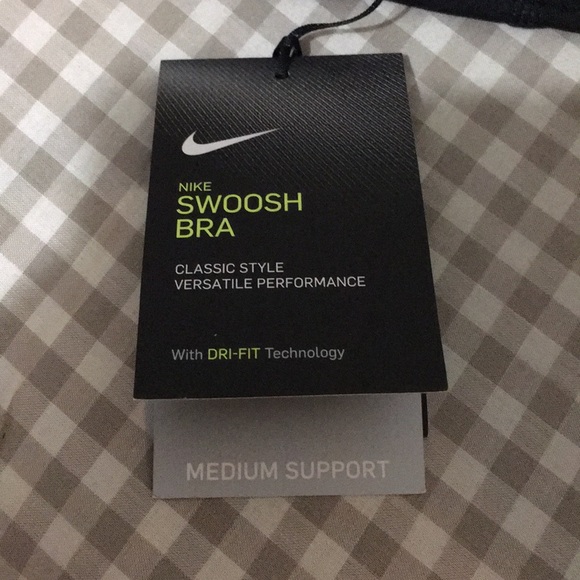 NIKE
SWOOSH
BRA
CLASSIC STYLE
VERSATILE PERFORMANCE
With DRI-FIT Technology
MEDIUM SUPPORT